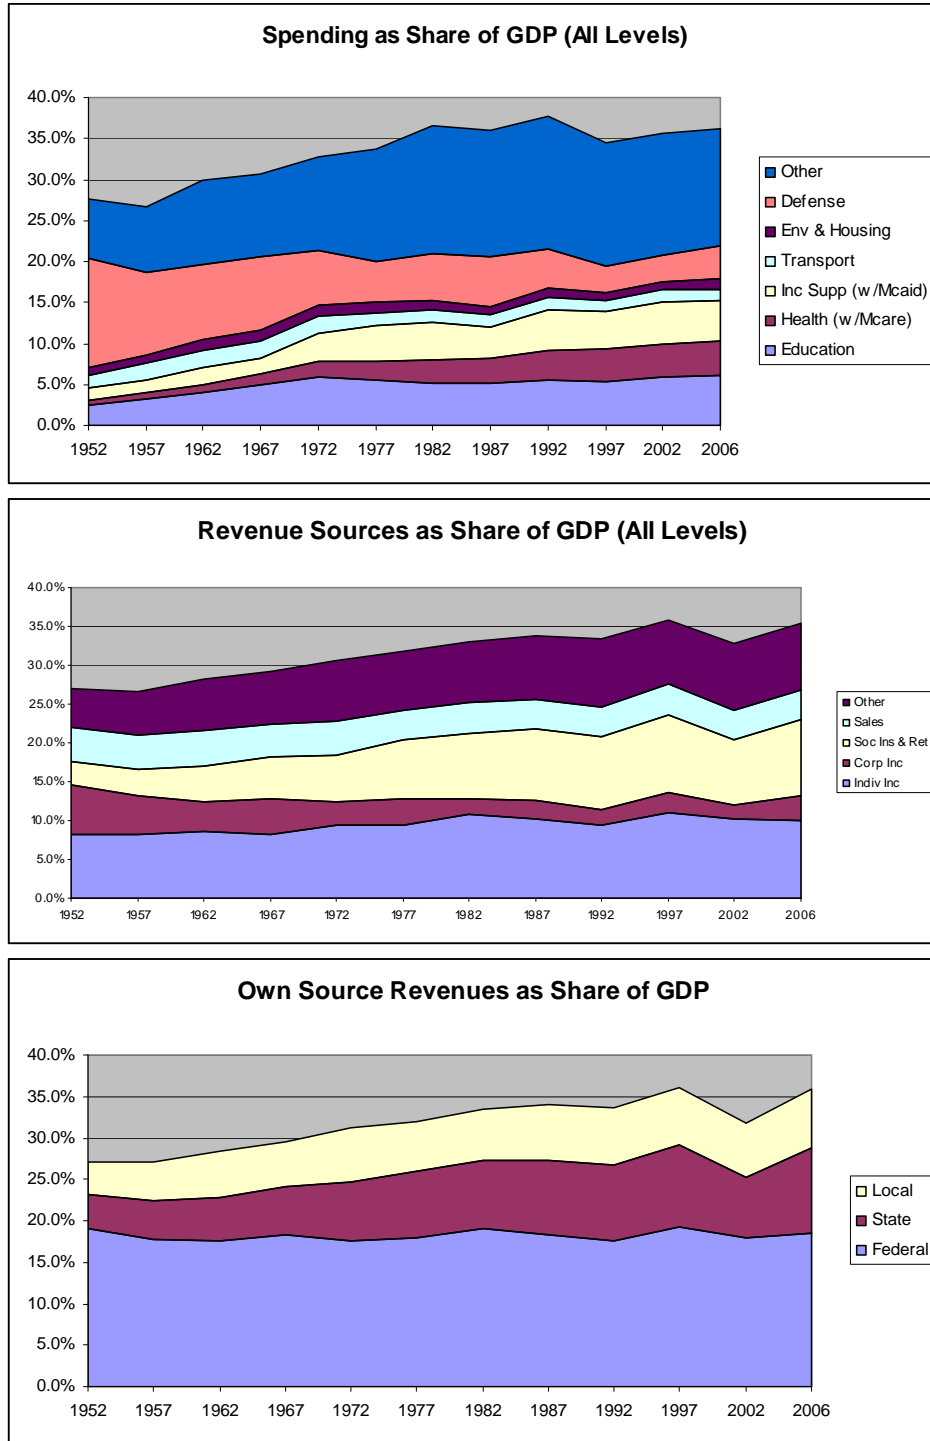 Spending as Share of GDP (All Levels)
40.0%
35.0%
30.0%
25.0%
20.0%
15.0%
10.0%
5.0%
0.0%
1952 1957 1962 1967 1972 1977 1982 1987 1992 1997 2002 2006
Other
Defense
Env & Housing
Transport
Inc Supp (w/Mcaid)
Health (w/Mcare)
Education
Revenue Sources as Share of GDP (All Levels)
40.0%
35.0%
30.0%
25.0%
20.0%
15.0%
10.0%
5.0%
0.0%
1952 1957 1962 1967 1972 1977 1982 1987 1992 1997 2002 2006
Other
Sales
Soc Ins & Ret
Corp Inc
Indiv Inc
Own Source Revenues as Share of GDP
40.0%
35.0%
30.0%
25.0%
20.0%
15.0%
10.0%
5.0%
0.0%
1952 1957 1962 1967 1972 1977 1982 1987 1992 1997 2002 2006
Local
State
Federal